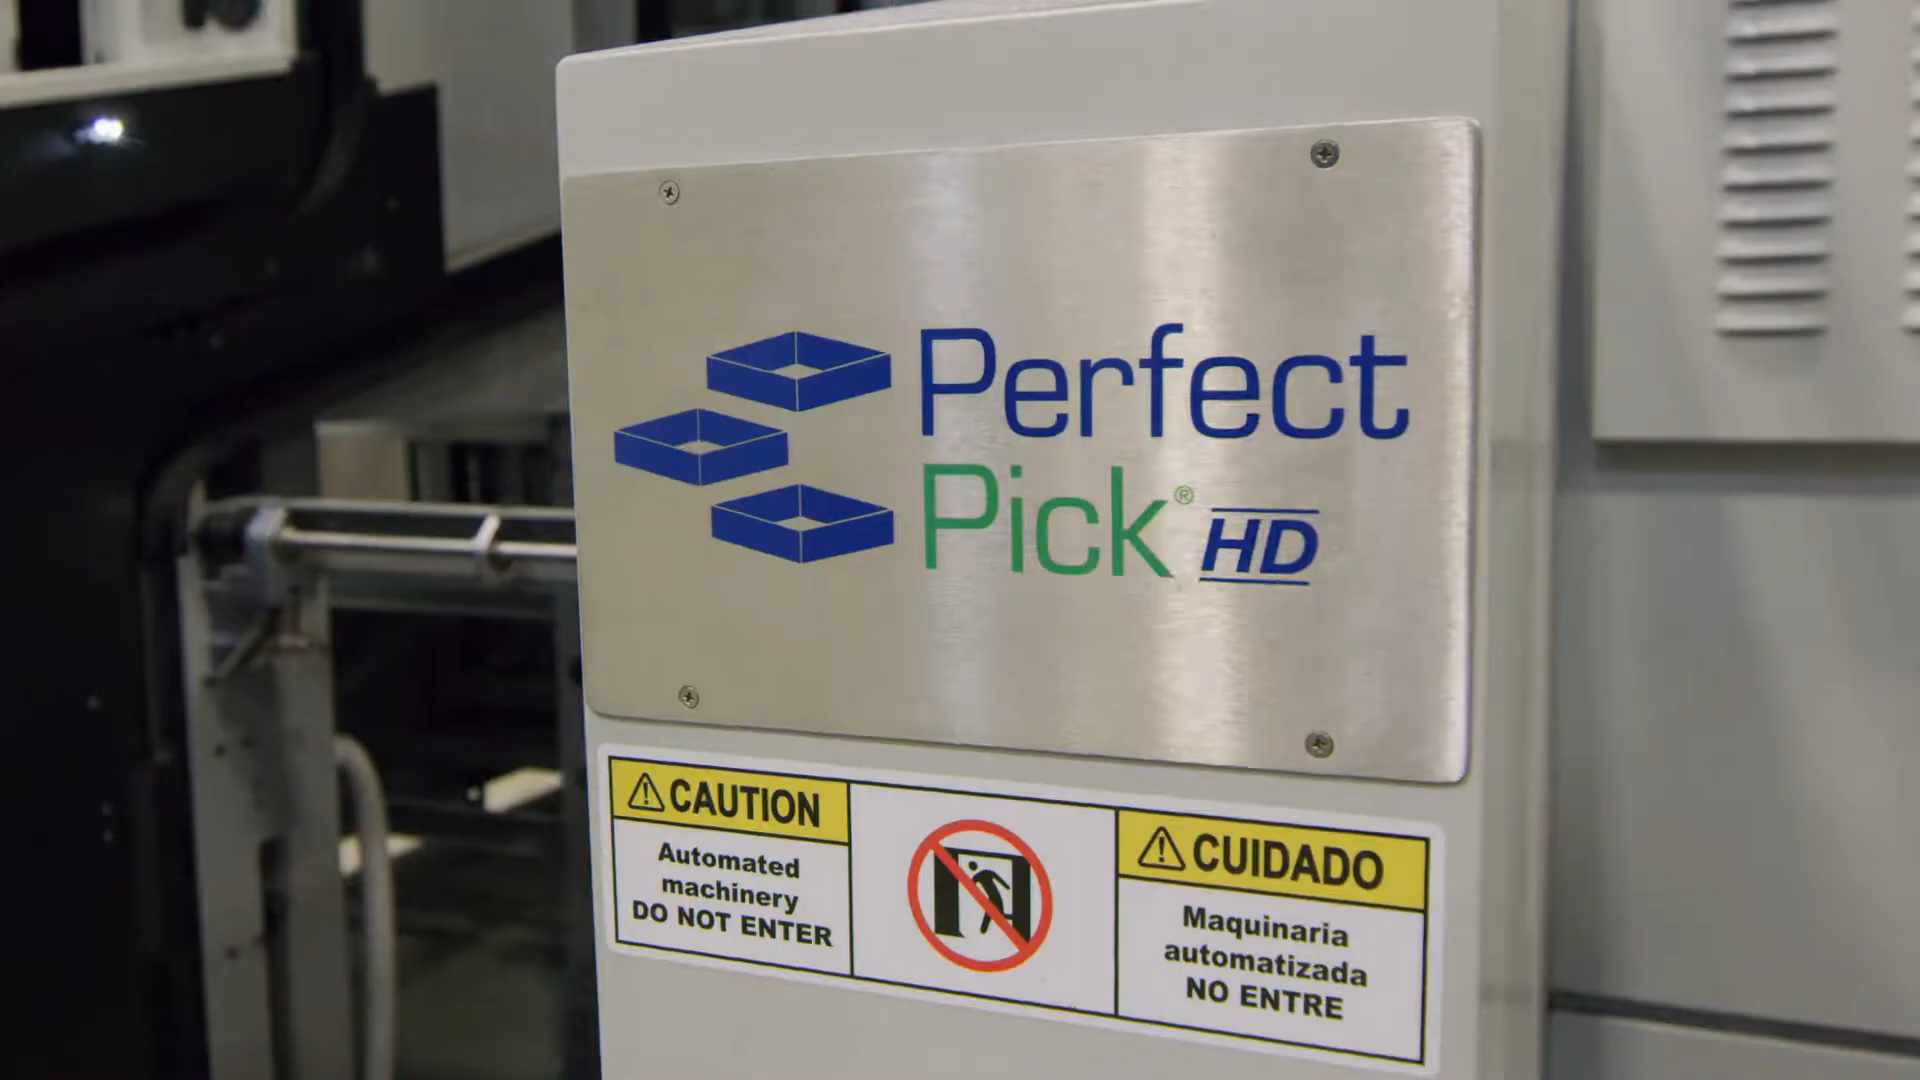 Perfect
Pick® HD
⚠ CAUTION
Automated
machinery
DO NOT ENTER
⚠ CUIDADO
Maquinaria
automatizada
NO ENTRE